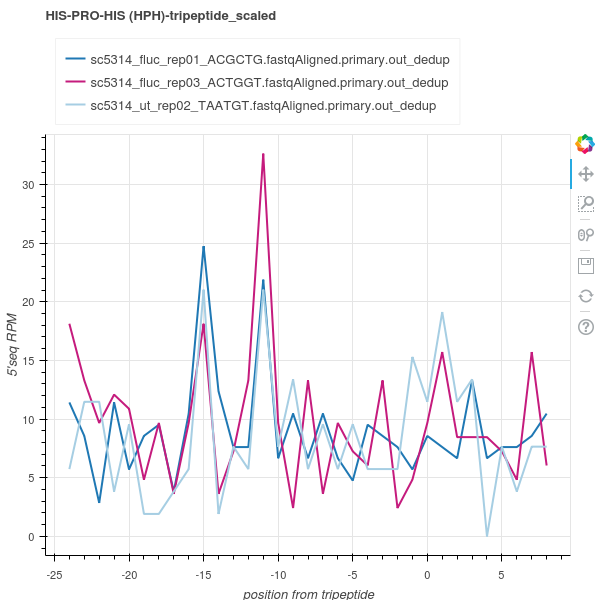 HIS-PRO-HIS (HPH)-tripeptide_scaled
sc5314_fluc_rep01_ACGCTG.fastqAligned.primary.out_dedup
sc5314_fluc_rep03_ACTGGT.fastqAligned.primary.out_dedup
sc5314_ut_rep02_TAATGT.fastqAligned.primary.out_dedup
5'seq RPM
30
25
20
15
10
5
0
-25 -20 -15 -10 -5 0 5
position from tripeptide